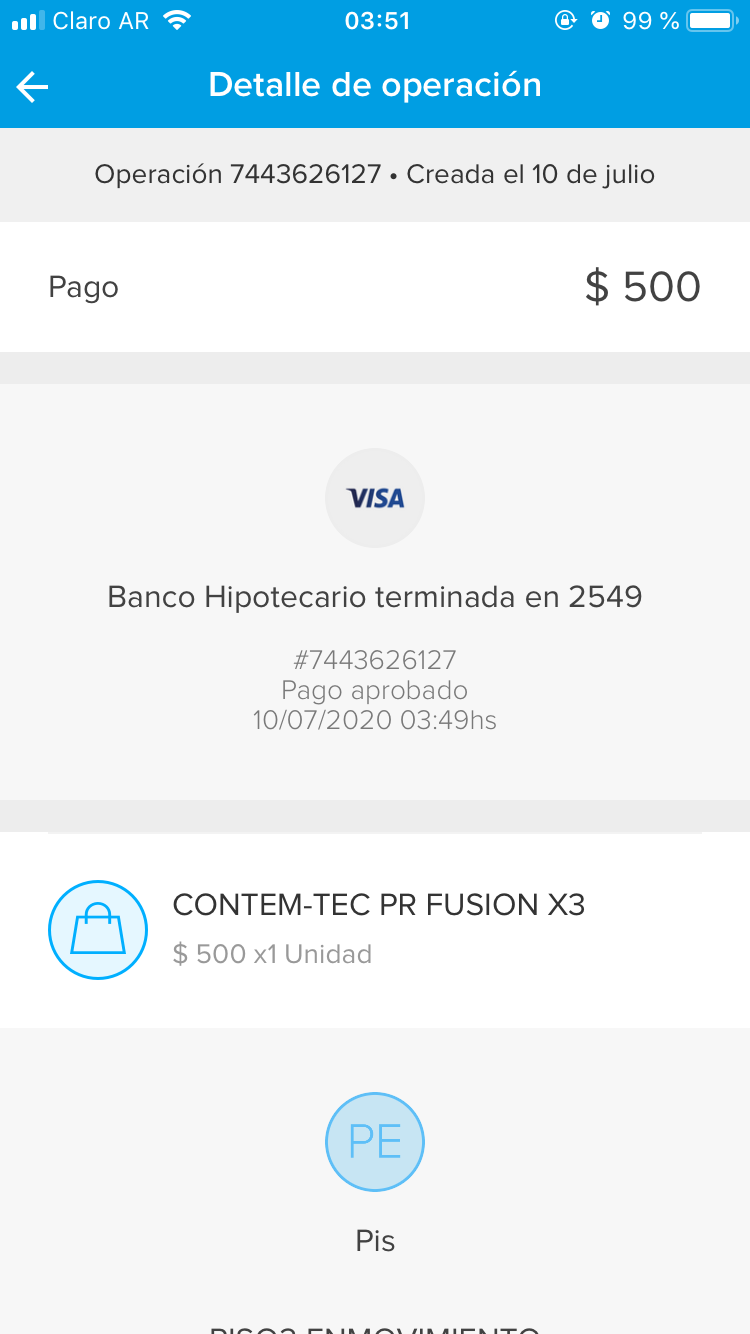 Claro AR 03:51 99 %
Detalle de operación
Operación 7443626127 • Creada el 10 de julio
Pago $ 500
VISA
Banco Hipotecario terminada en 2549
#7443626127
Pago aprobado
10/07/2020 03:49hs
CONTEM-TEC PR FUSION X3
$ 500 x1 Unidad
PE
Pis